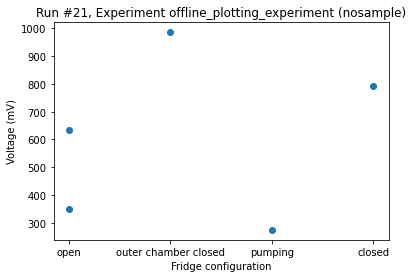 Run #21, Experiment offline_plotting_experiment (nosample)
1000
900
800
700
600
500
400
300
Voltage (mV)
open outer chamber closed pumping closed
Fridge configuration